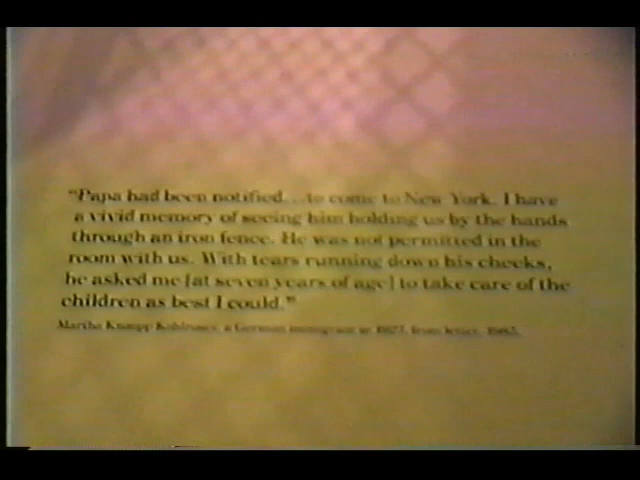 "Papa had been notified...to come to New York. I have
a vivid memory of seeing him holding us by the hands
through an iron fence. He was not permitted in the
room with us. With tears running down his cheeks,
he asked me [at seven years of age] to take care of the
children as best I could."
Martha Knapp a German immigrant in from letter, 1985.